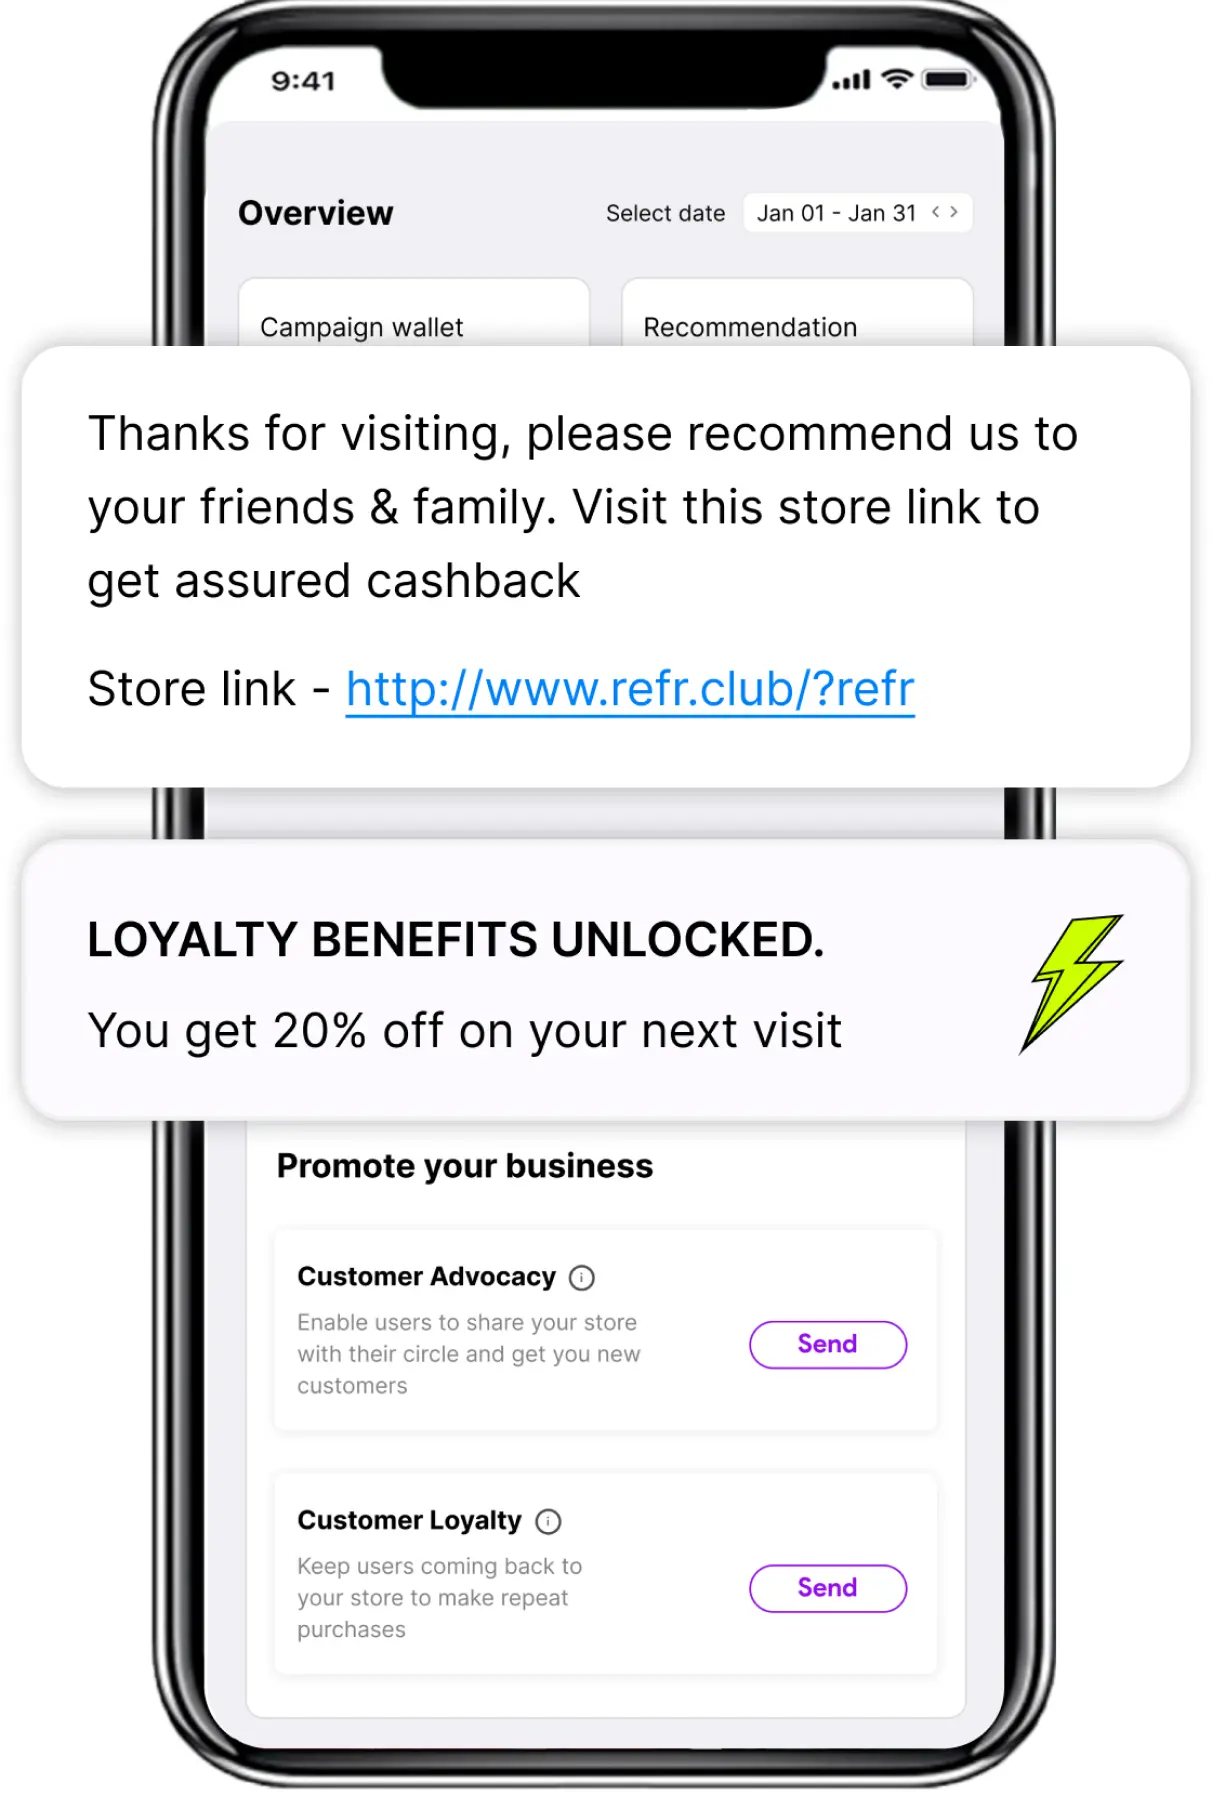 9:41
Overview
Select date
Jan 01 - Jan 31
Campaign wallet
Recommendation
Thanks for visiting, please recommend us to
your friends & family. Visit this store link to
get assured cashback
Store link - http://www.refr.club/?refr
LOYALTY BENEFITS UNLOCKED.
You get 20% off on your next visit
Promote your business
Customer Advocacy
Enable users to share your store
with their circle and get you new
customers
Send
Customer Loyalty
Keep users coming back to
your store to make repeat
purchases
Send